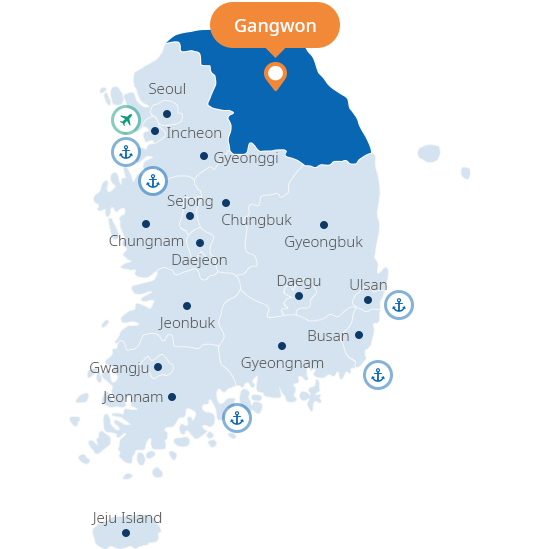 Gangwon
Seoul
Incheon
Gyeonggi
Sejong
Chungbuk
Chungnam
Gyeongbuk
Daejeon
Daegu
Ulsan
Jeonbuk
Busan
Gyeongnam
Gwangju
Jeonnam
Jeju Island